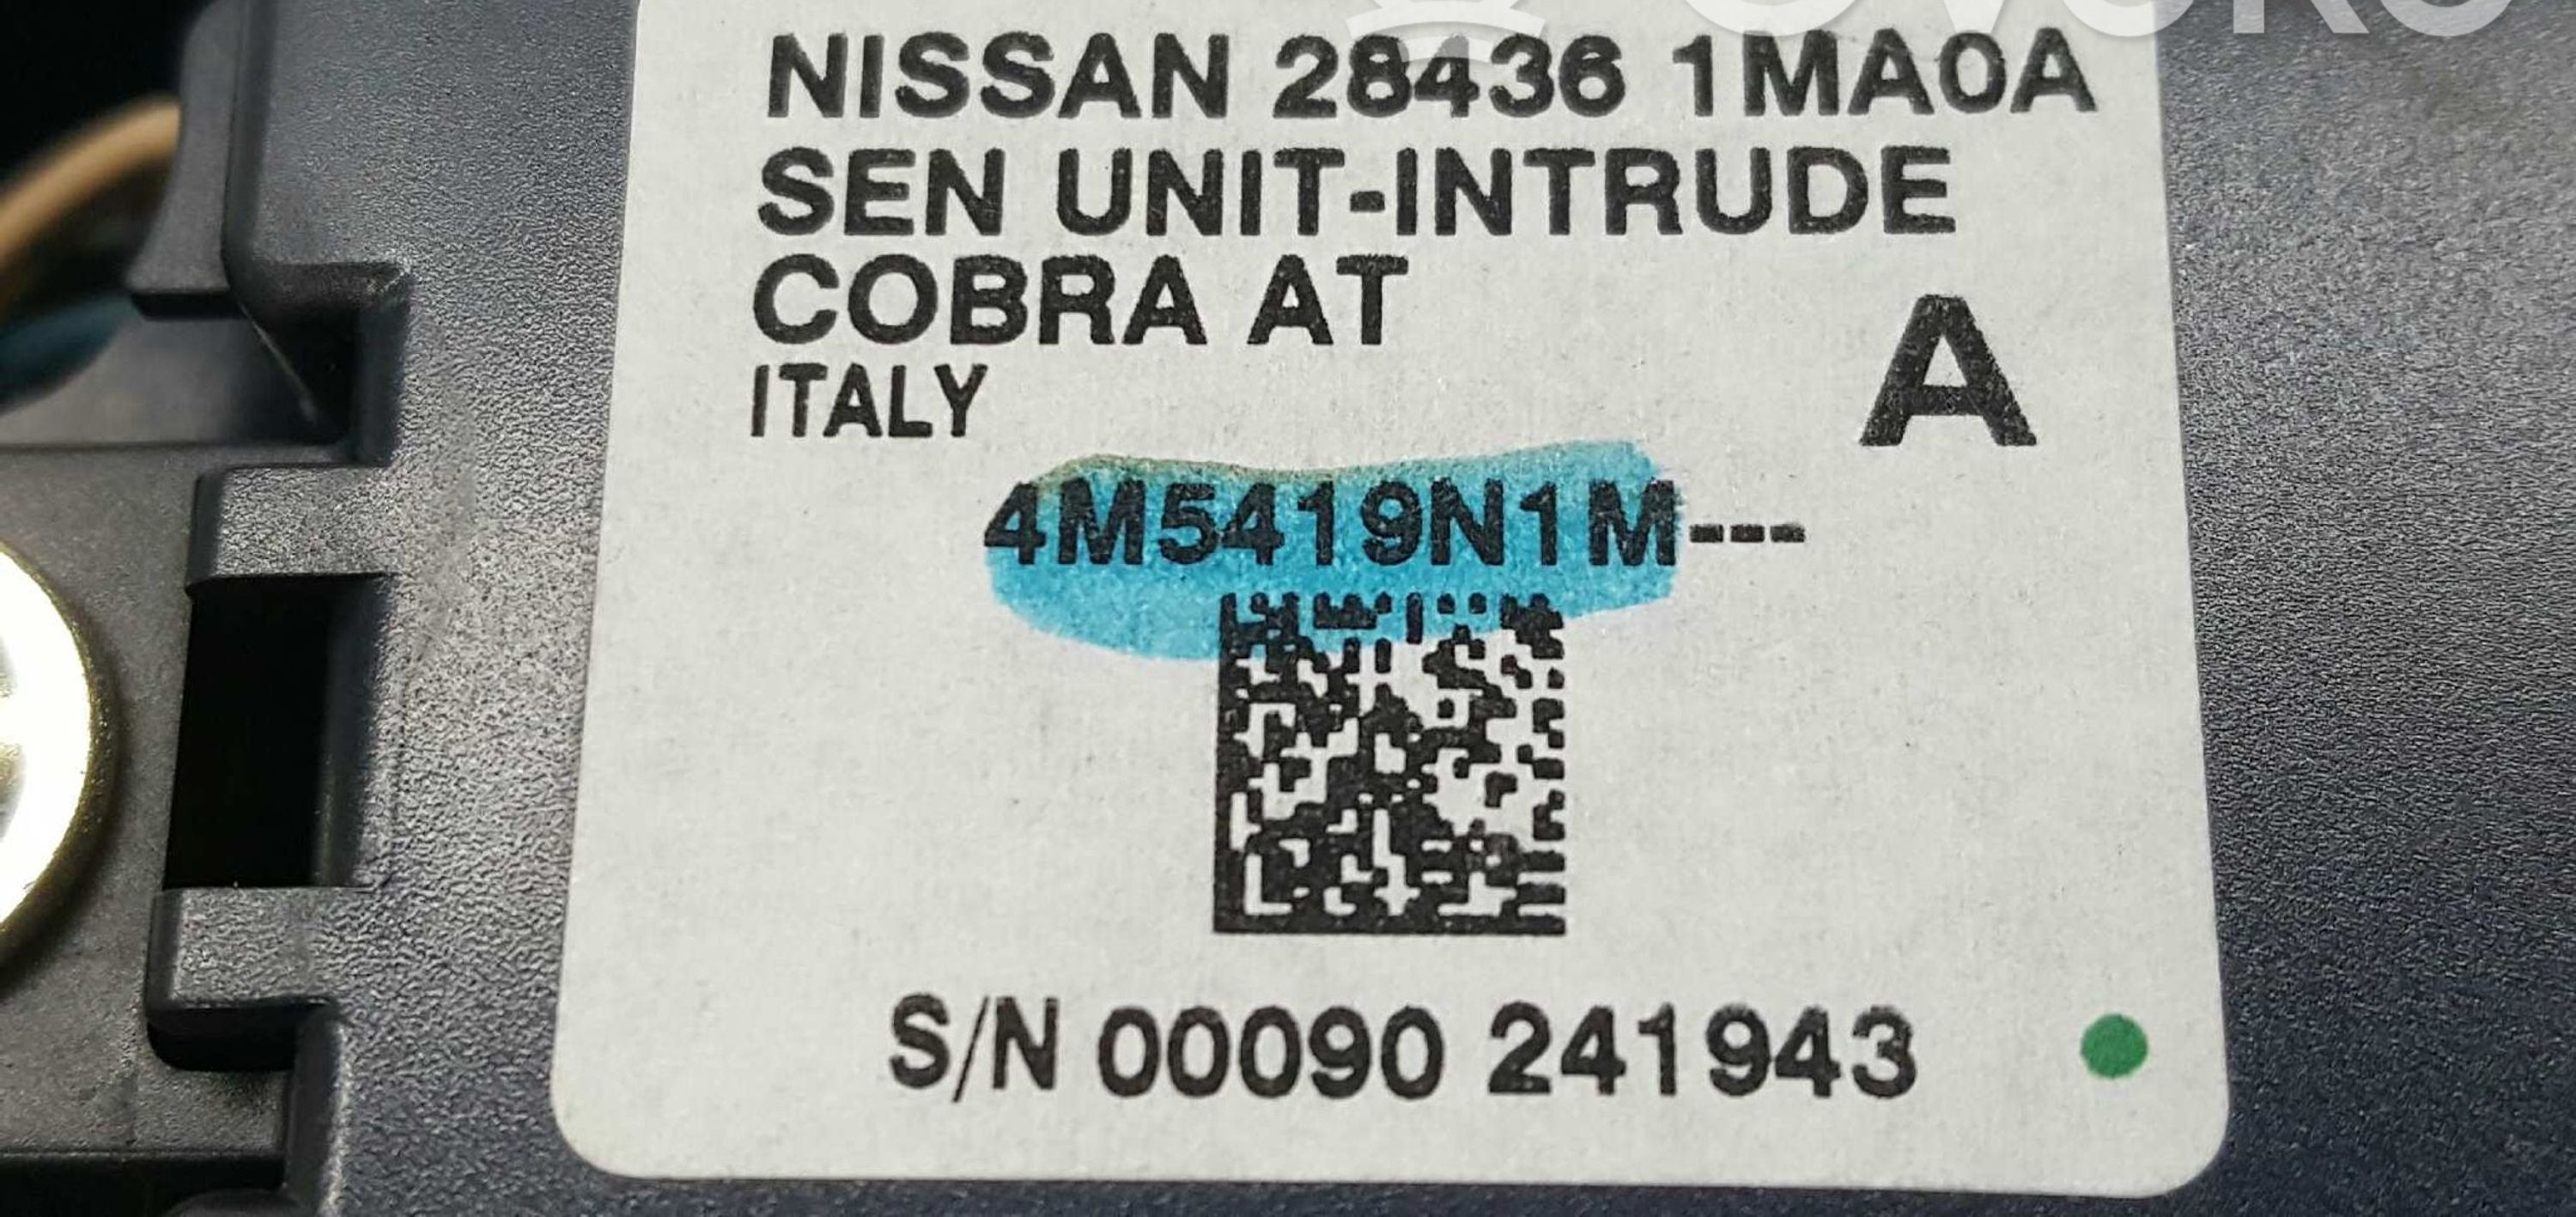 NISSAN 28436 1MA0A
SEN UNIT-INTRUDE
COBRA AT
ITALY
A
4M5419N1M---
S/N 00090 241943